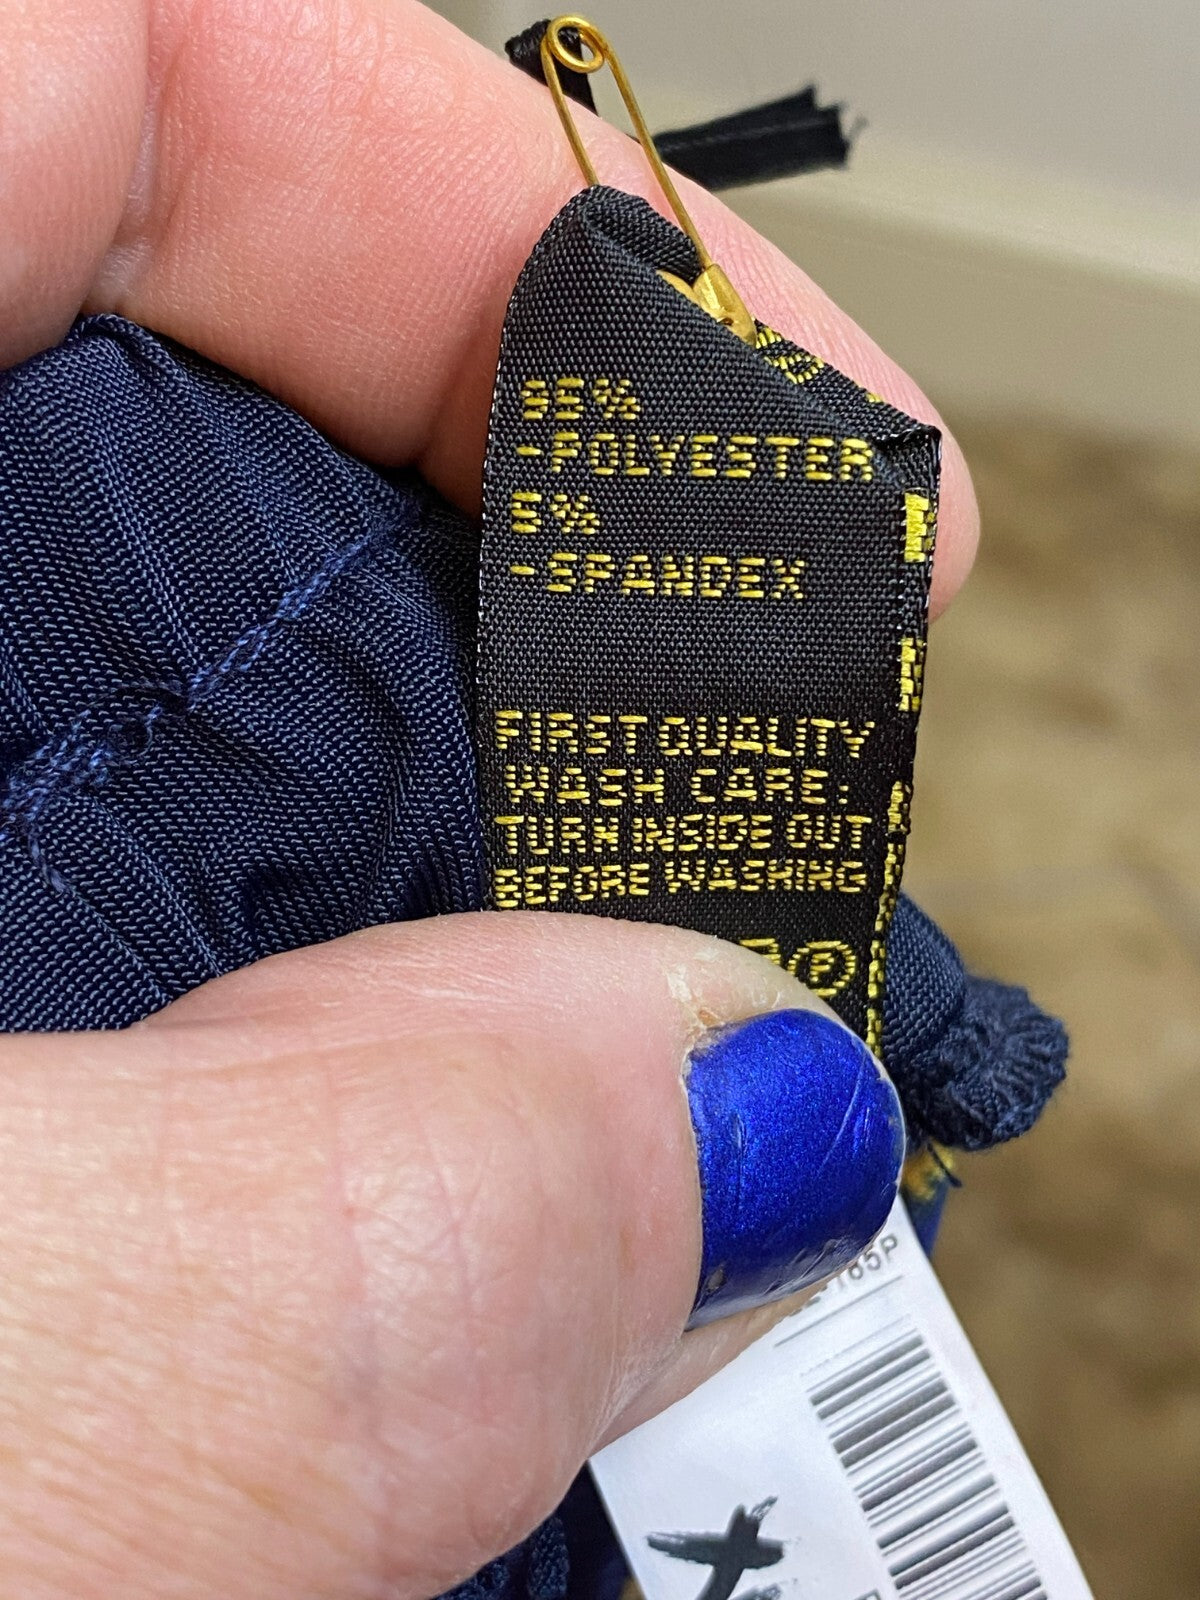 95%
-POLYESTER
5%
-SPANDEX
FIRST QUALITY
WASH CARE:
TURN INSIDE OUT
BEFORE WASHING
P